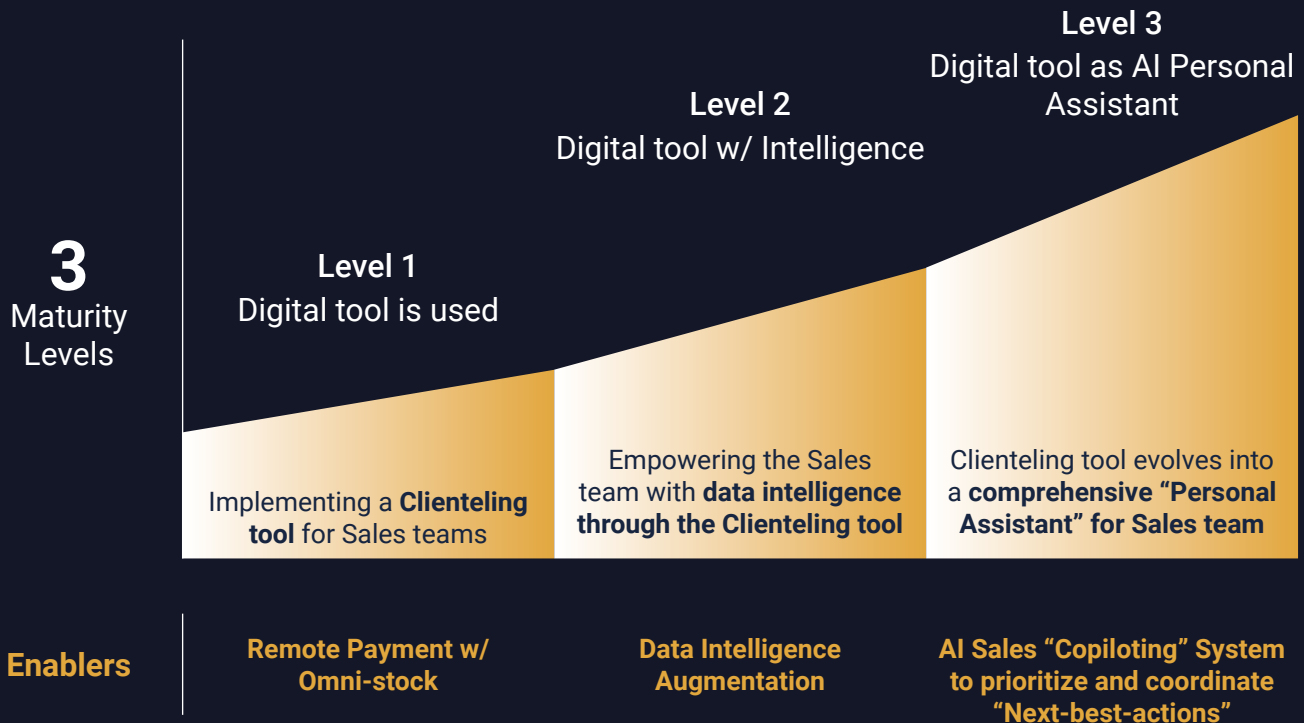 3
Maturity
Levels
Level 1
Digital tool is used
Level 2
Digital tool w/ Intelligence
Level 3
Digital tool as AI Personal
Assistant
Implementing a Clienteling
tool for Sales teams
Empowering the Sales
team with data intelligence
through the Clienteling tool
Clienteling tool evolves into
a comprehensive “Personal
Assistant” for Sales team
Enablers
Remote Payment w/
Omni-stock
Data Intelligence
Augmentation
AI Sales “Copiloting” System
to prioritize and coordinate
“Next-best-actions”